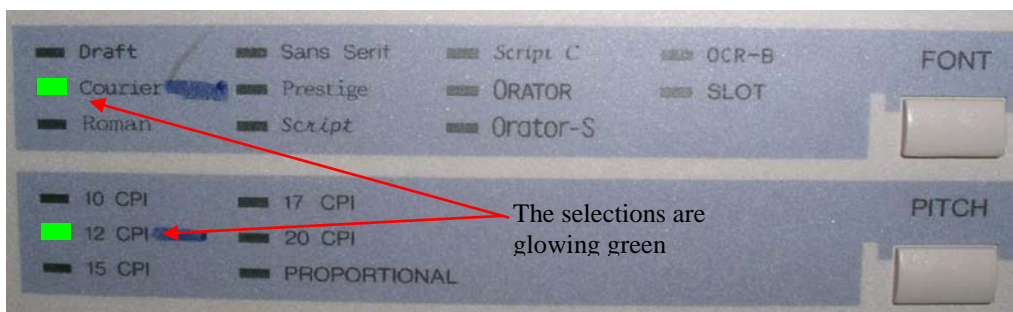 Draft Sans Serif Script C OCR-B FONT
Courier Prestige ORATOR SLOT
Roman Script Orator-S
10 CPI 17 CPI PITCH
12 CPI 20 CPI
15 CPI PROPORTIONAL
The selections are
glowing green